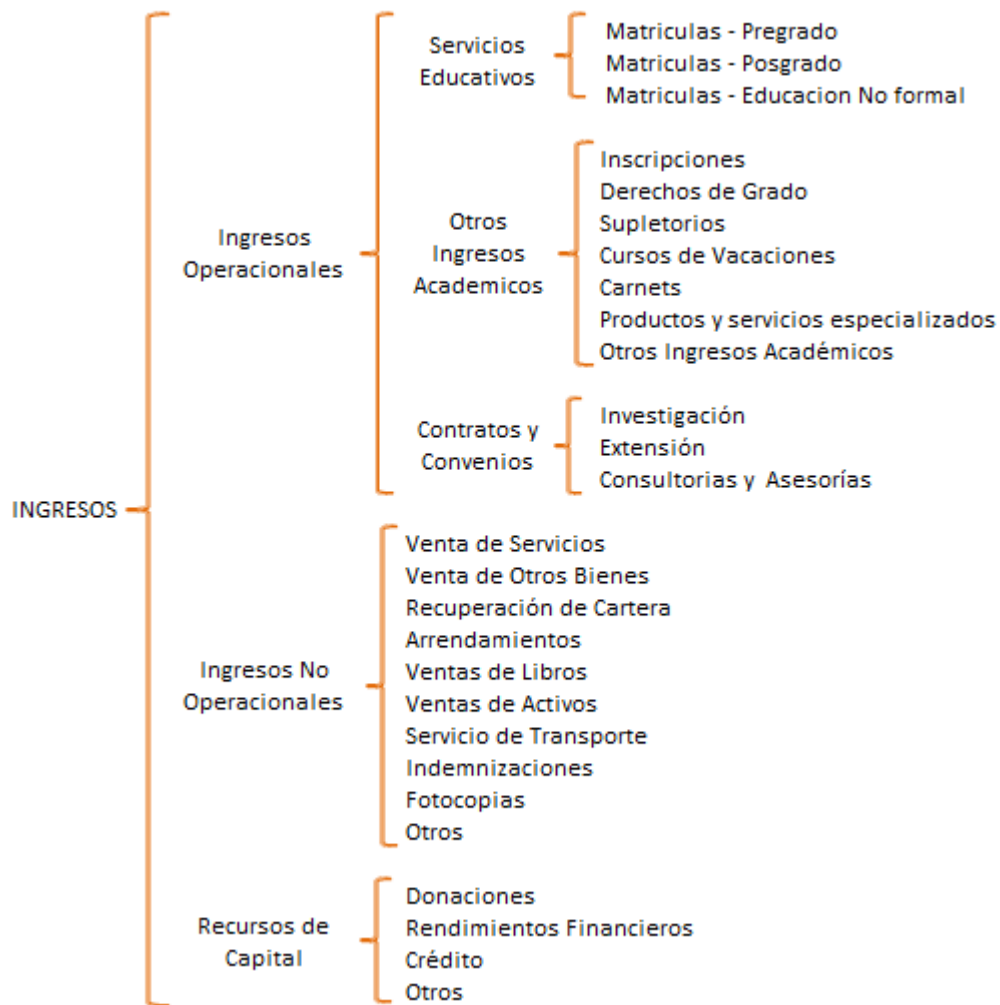 INGRESOS
Ingresos
Operacionales
Servicios
Educativos
Matriculas - Pregrado
Matriculas - Posgrado
Matriculas - Educacion No formal
Otros
Ingresos
Academicos
Inscripciones
Derechos de Grado
Supletorios
Cursos de Vacaciones
Carnets
Productos y servicios especializados
Otros Ingresos Académicos
Contratos y
Convenios
Investigación
Extensión
Consultorias y Asesorías
Ingresos No
Operacionales
Venta de Servicios
Venta de Otros Bienes
Recuperación de Cartera
Arrendamientos
Ventas de Libros
Ventas de Activos
Servicio de Transporte
Indemnizaciones
Fotocopias
Otros
Recursos de
Capital
Donaciones
Rendimientos Financieros
Crédito
Otros